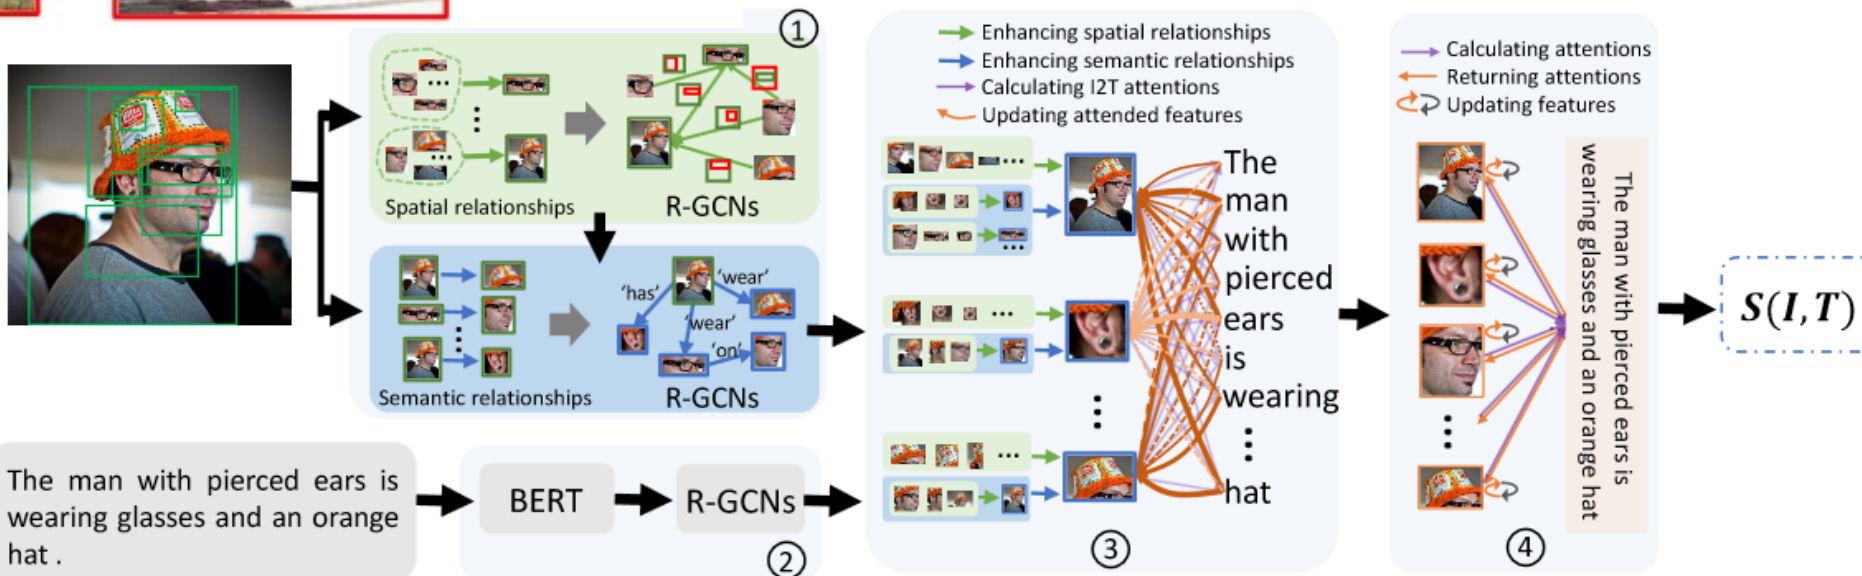 ①
Spatial relationships
R-GCNs
'has'
'wear'
'wear'
'on'
Semantic relationships
R-GCNs
The man with pierced ears is
wearing glasses and an orange
hat .
BERT
R-GCNs
②
Enhancing spatial relationships
Enhancing semantic relationships
Calculating I2T attentions
Updating attended features
The
man
with
pierced
ears
is
wearing
hat
③
Calculating attentions
Returning attentions
Updating features
The man with pierced ears is
wearing glasses and an orange hat
④
S(I, T)